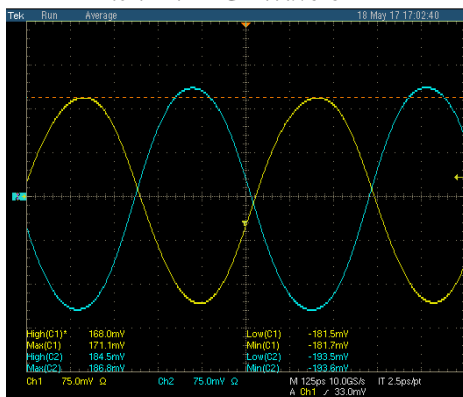 Tek Run Average 18 May 17 17:02:40
High(C1)* 168.0mV Low(C1) -181.5mV
Max(C1) 171.1mV Min(C1) -181.7mV
High(C2) 184.5mV Low(C2) -193.5mV
Max(C2) 186.8mV Min(C2) -193.6mV
Ch1 75.0mV Ω Ch2 75.0mV Ω M 125ps 10.0GS/s IT 2.5ps/pt
A Ch1 / 33.0mV